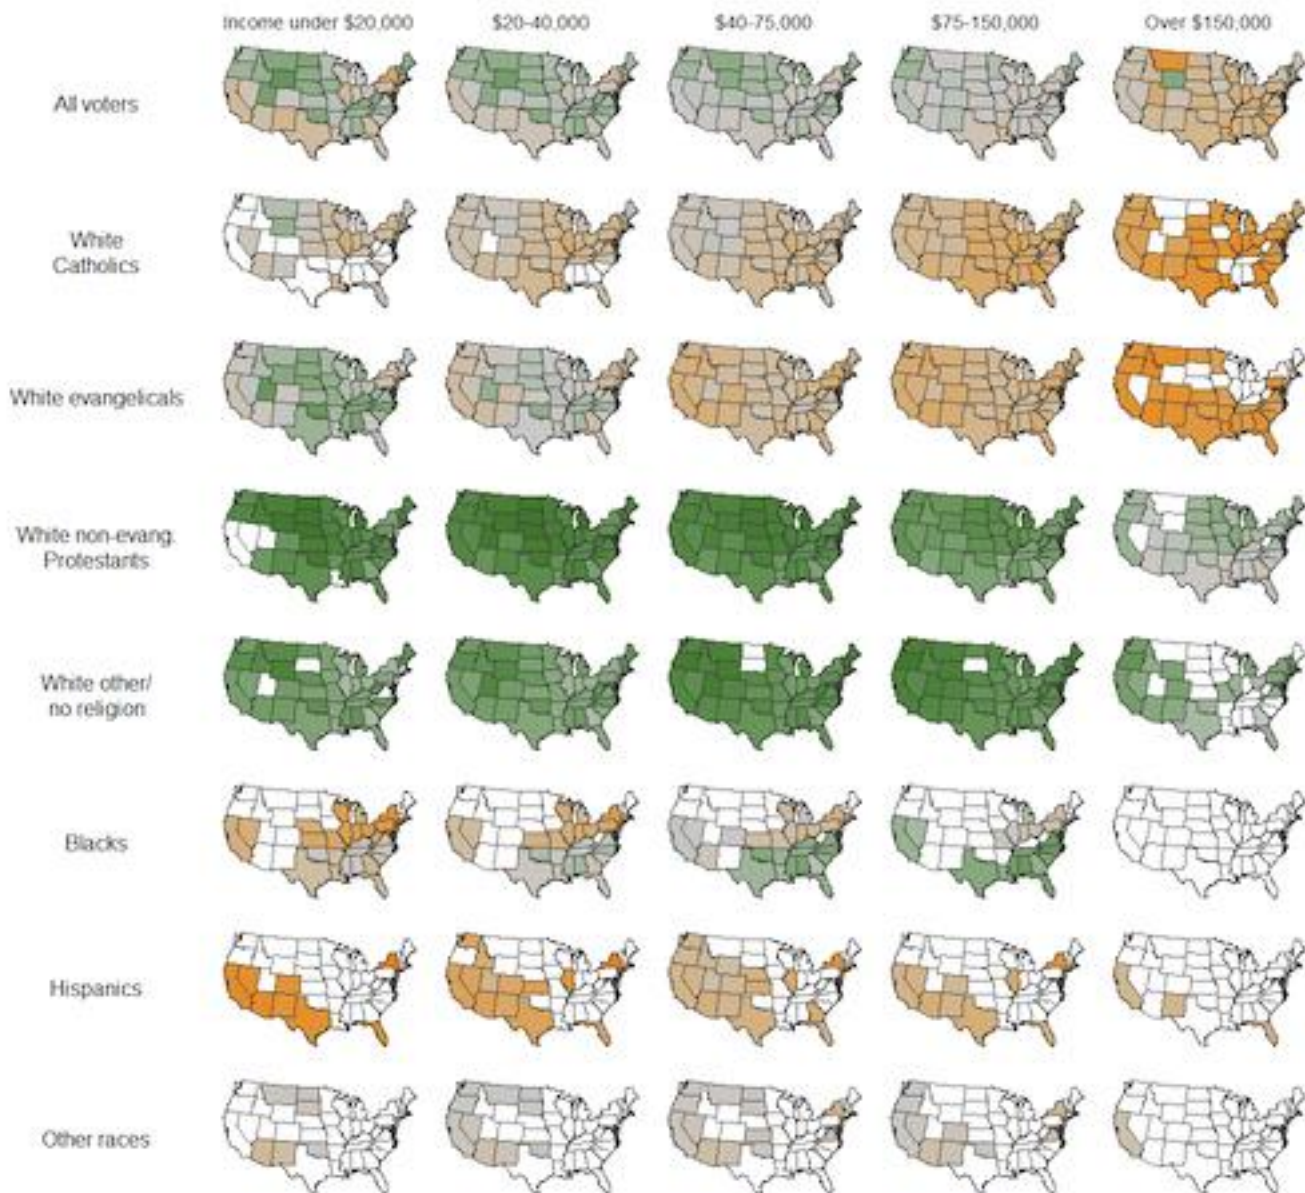 Income under $20,000
$20-40,000
$40-75,000
$75-150,000
Over $150,000
All voters
White
Catholics
White evangelicals
White non-evang.
Protestants
White other/
no religion
Blacks
Hispanics
Other races